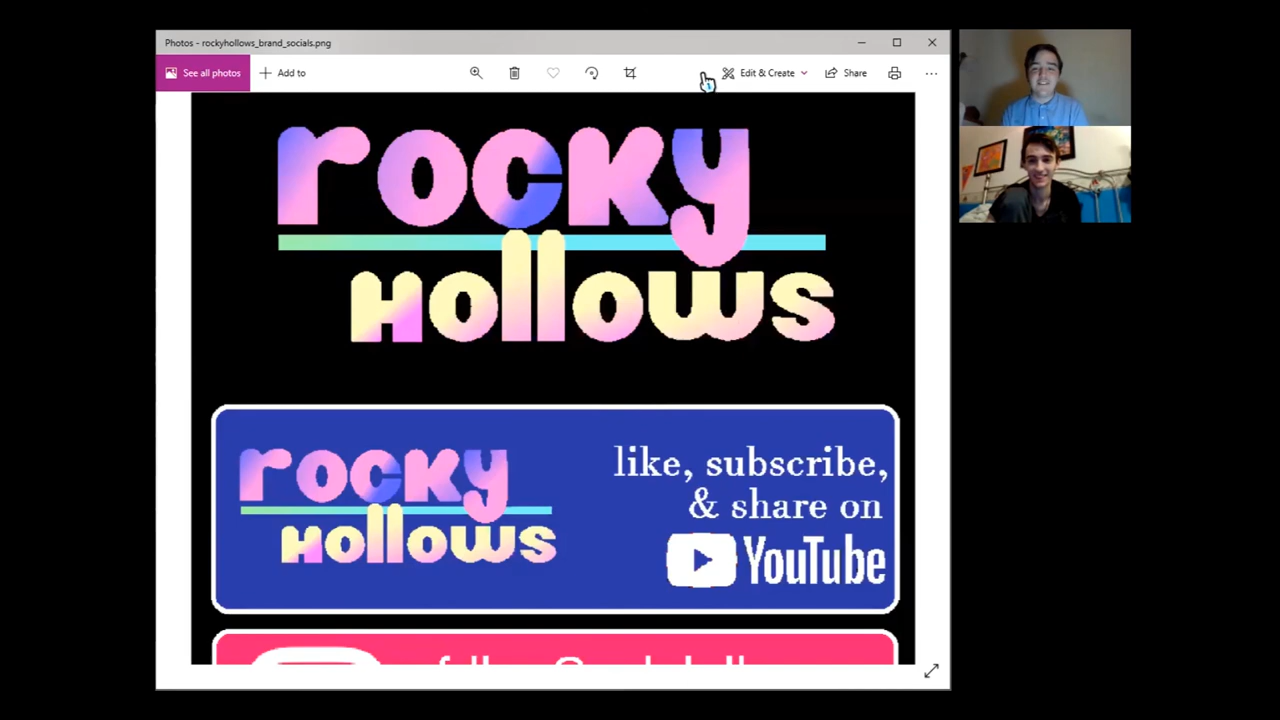 Photos - rockyhollows_brand_socials.png
See all photos
Add to
Edit & Create
Share
rocky
Hollows
rocky
Hollows
like, subscribe,
& share on
YouTube